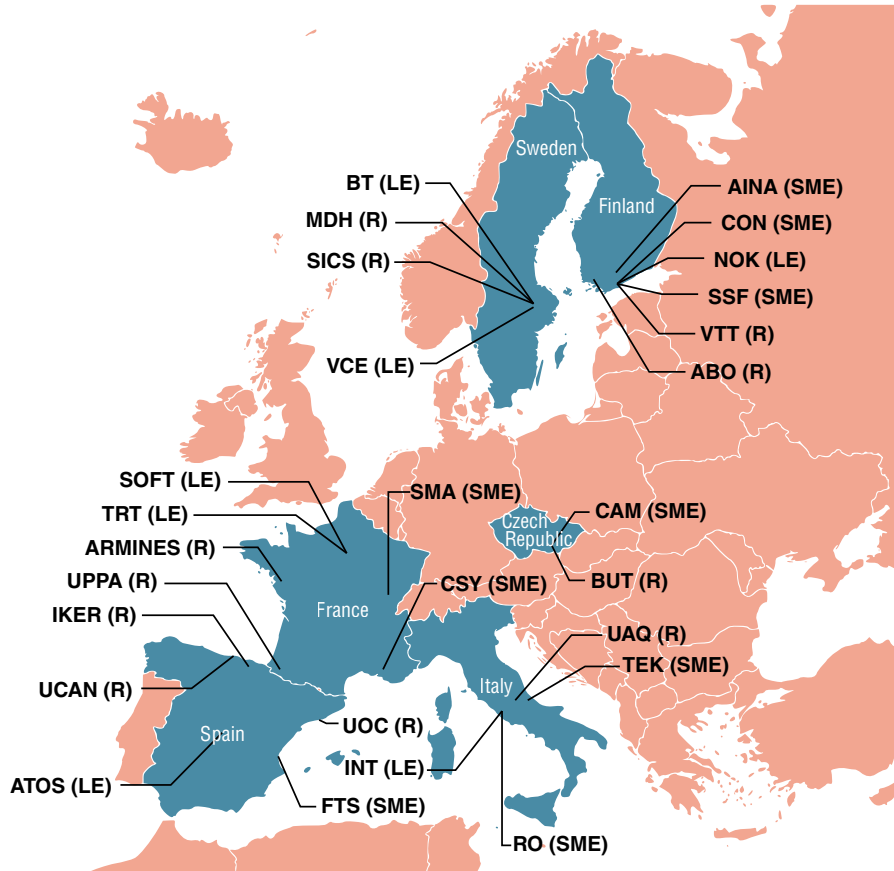 Sweden
BT (LE)
AINA (SME)
MDH (R)
Finland
CON (SME)
SICS (R)
NOK (LE)
SSF (SME)
VTT (R)
VCE (LE)
ABO (R)
SOFT (LE)
SMA (SME)
TRT (LE)
CAM (SME)
Czech
Republic
ARMINES (R)
UPPA (R)
CSY (SME)
BUT (R)
France
IKER (R)
UAQ (R)
TEK (SME)
UCAN (R)
Italy
Spain
UOC (R)
INT (LE)
ATOS (LE)
FTS (SME)
RO (SME)